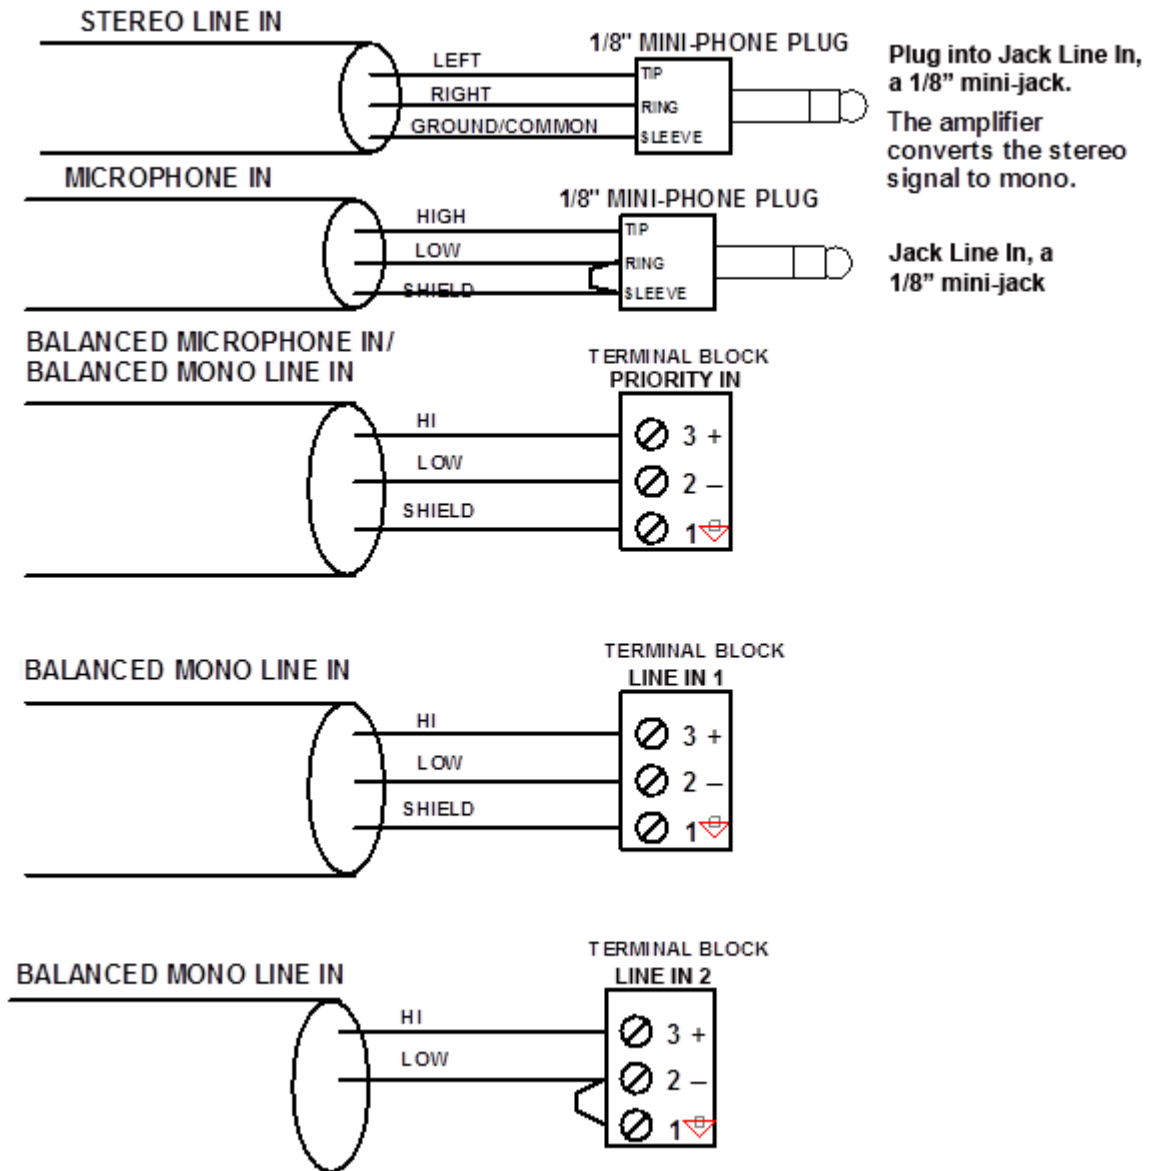 STEREO LINE IN
1/8" MINI-PHONE PLUG
LEFT
RIGHT
GROUND/COMMON
TIP
RING
SLEEVE
Plug into Jack Line In,
a 1/8” mini-jack.
The amplifier
converts the stereo
signal to mono.
MICROPHONE IN
1/8" MINI-PHONE PLUG
HIGH
LOW
SHIELD
TIP
RING
SLEEVE
Jack Line In, a
1/8” mini-jack
BALANCED MICROPHONE IN/
BALANCED MONO LINE IN
TERMINAL BLOCK
PRIORITY IN
HI
LOW
SHIELD
3 +
2 –
1
BALANCED MONO LINE IN
TERMINAL BLOCK
LINE IN 1
HI
LOW
SHIELD
3 +
2 –
1
BALANCED MONO LINE IN
TERMINAL BLOCK
LINE IN 2
HI
LOW
3 +
2 –
1